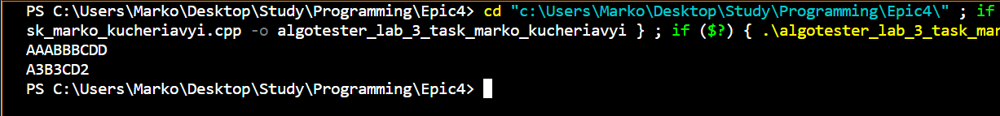 PS C:\Users\Marko\Desktop\Study\Programming\Epic4> cd "c:\Users\Marko\Desktop\Study\Programming\Epic4\" ; if
sk_marko_kucheriavyi.cpp -o algotester_lab_3_task_marko_kucheriavyi } ; if ($?) { .\algotester_lab_3_task_mar
AAABBBCDD
A3B3CD2
PS C:\Users\Marko\Desktop\Study\Programming\Epic4>